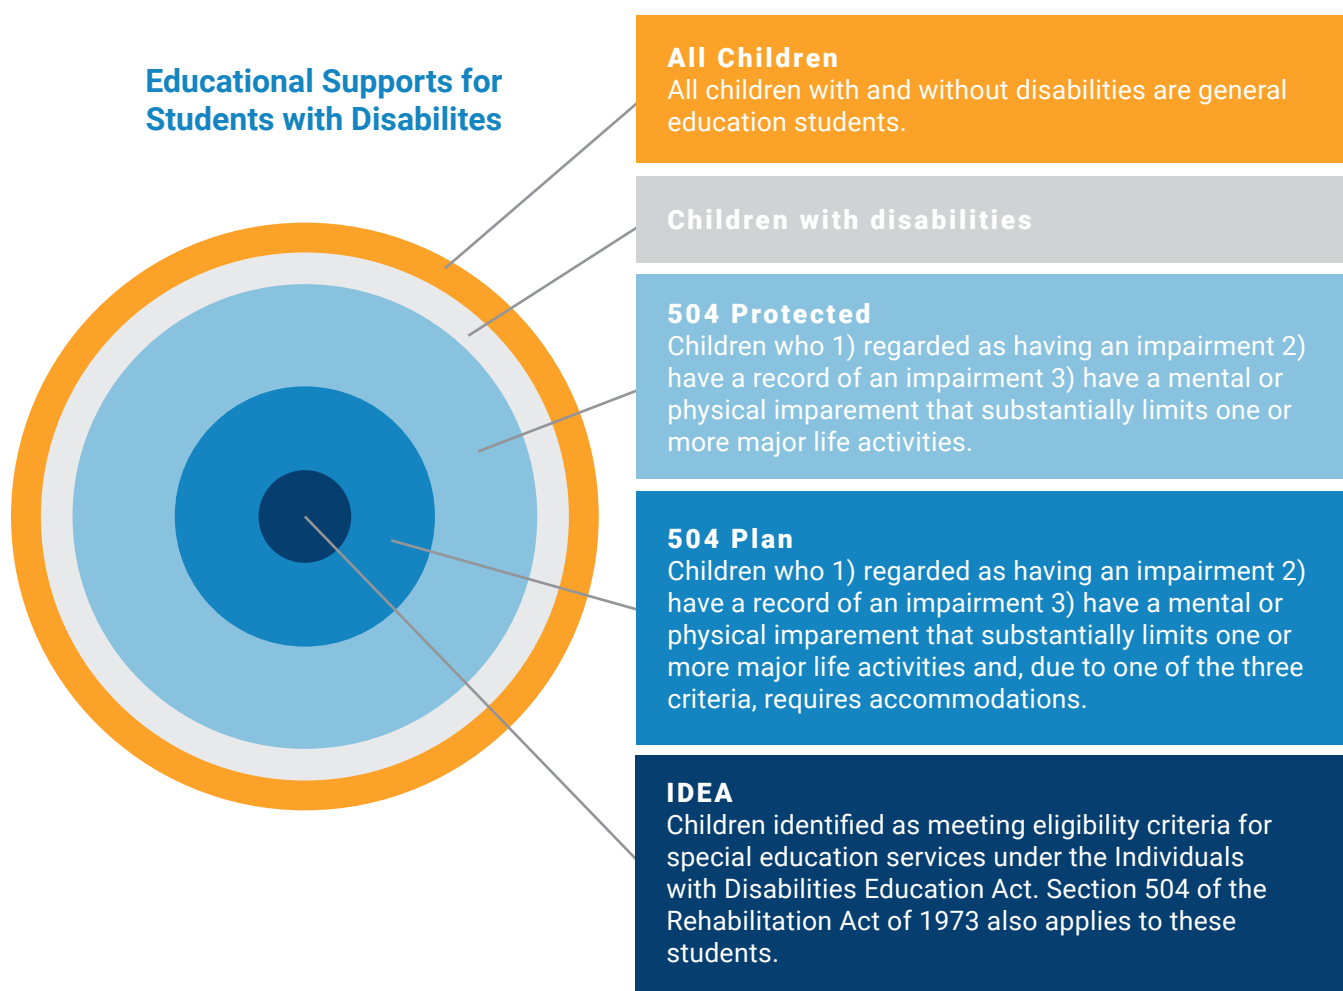 Educational Supports for
Students with Disabilites
All Children
All children with and without disabilities are general
education students.
Children with disabilities
504 Protected
Children who 1) regarded as having an impairment 2)
have a record of an impairment 3) have a mental or
physical imparement that substantially limits one or
more major life activities.
504 Plan
Children who 1) regarded as having an impairment 2)
have a record of an impairment 3) have a mental or
physical imparement that substantially limits one or
more major life activities and, due to one of the three
criteria, requires accommodations.
IDEA
Children identified as meeting eligibility criteria for
special education services under the Individuals
with Disabilities Education Act. Section 504 of the
Rehabilitation Act of 1973 also applies to these
students.